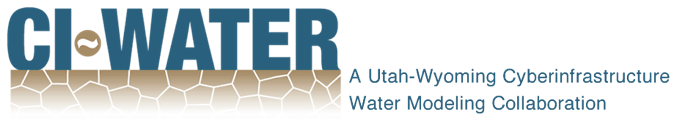 CI-WATER
A Utah-Wyoming Cyberinfrastructure
Water Modeling Collaboration